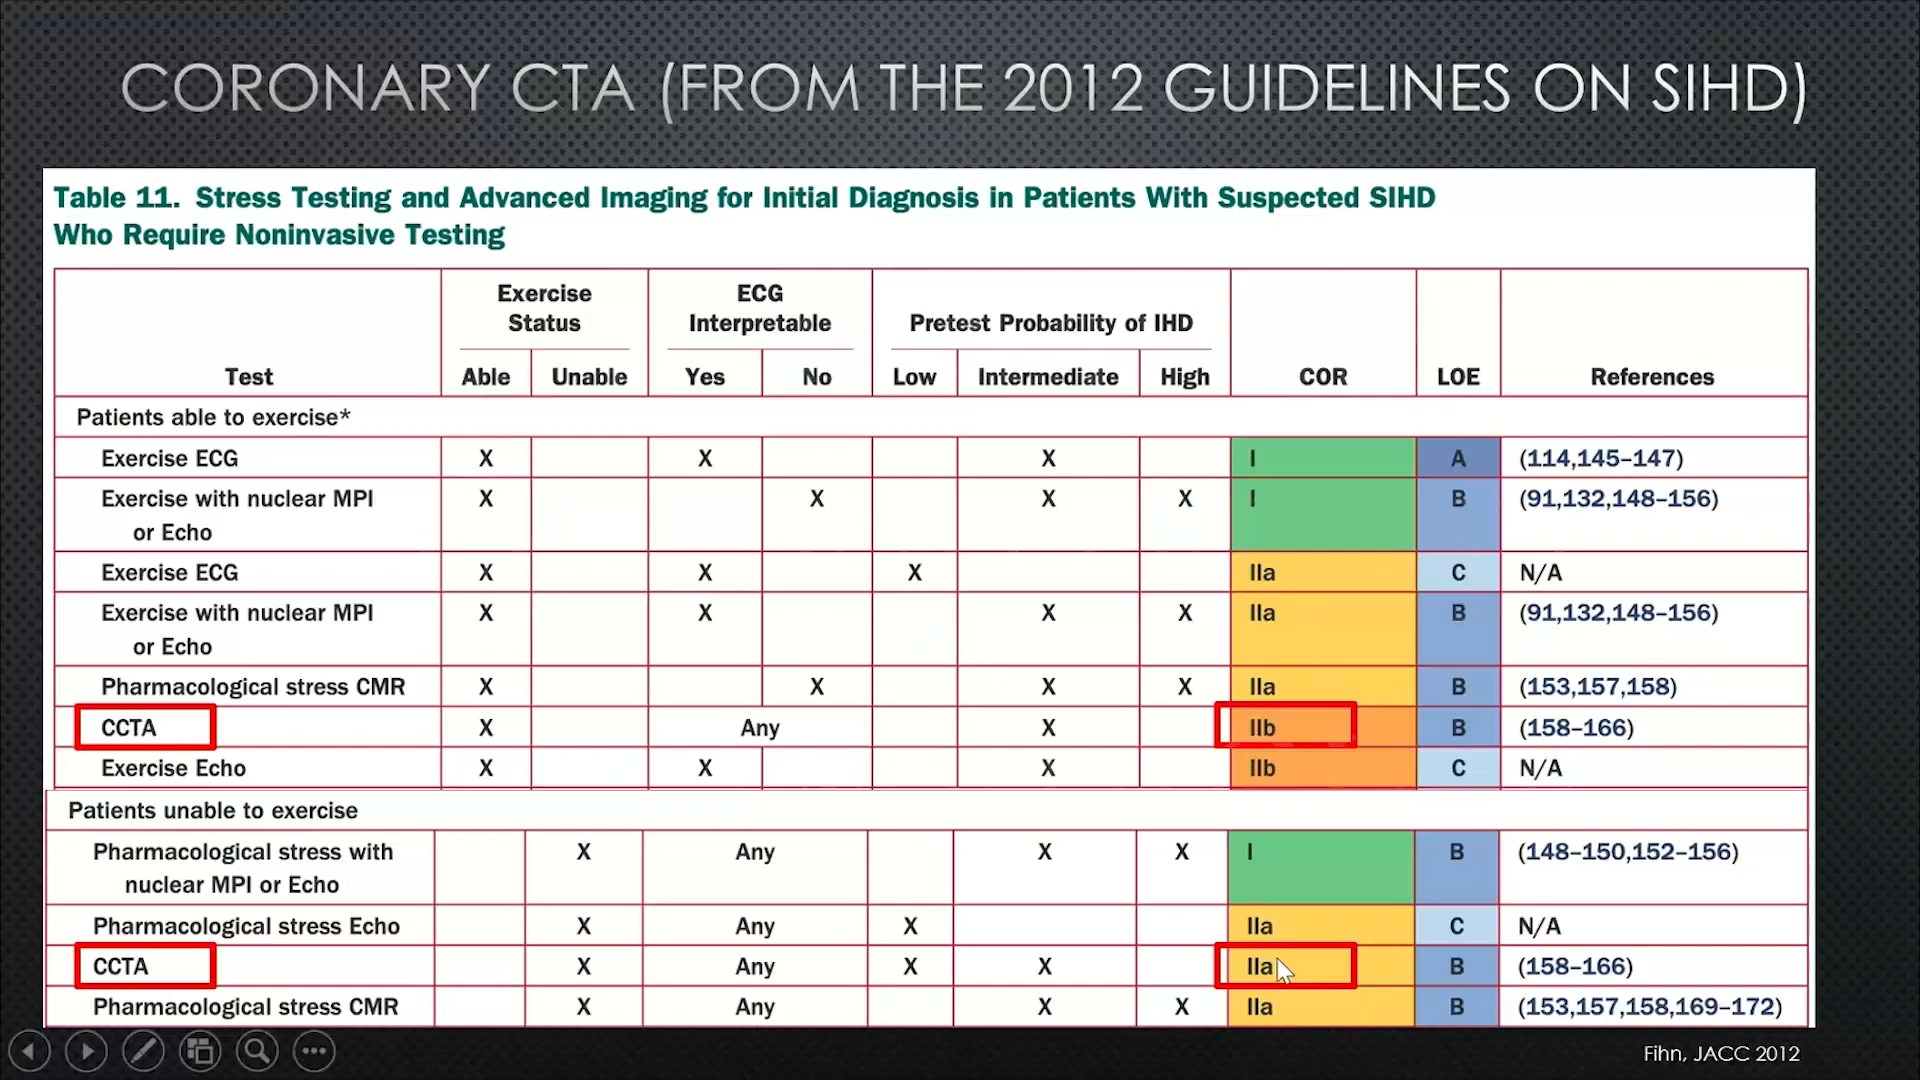 CORONARY CTA (FROM THE 2012 GUIDELINES ON SIHD)
Table 11. Stress Testing and Advanced Imaging for Initial Diagnosis in Patients With Suspected SIHD
Who Require Noninvasive Testing
Exercise Status ECG Interpretable Pretest Probability of IHD
Test Able Unable Yes No Low Intermediate High COR LOE References
Patients able to exercise*
Exercise ECG X X X I A (114,145–147)
Exercise with nuclear MPI X X X X I B (91,132,148–156)
or Echo
Exercise ECG X X X IIa C N/A
Exercise with nuclear MPI X X X X IIa B (91,132,148–156)
or Echo
Pharmacological stress CMR X X X X IIa B (153,157,158)
CCTA X Any X IIb B (158–166)
Exercise Echo X X X IIb C N/A
Patients unable to exercise
Pharmacological stress with X Any X X I B (148–150,152–156)
nuclear MPI or Echo
Pharmacological stress Echo X Any X IIa C N/A
CCTA X Any X X IIa B (158–166)
Pharmacological stress CMR X Any X X IIa B (153,157,158,169–172)
Fihn, JACC 2012